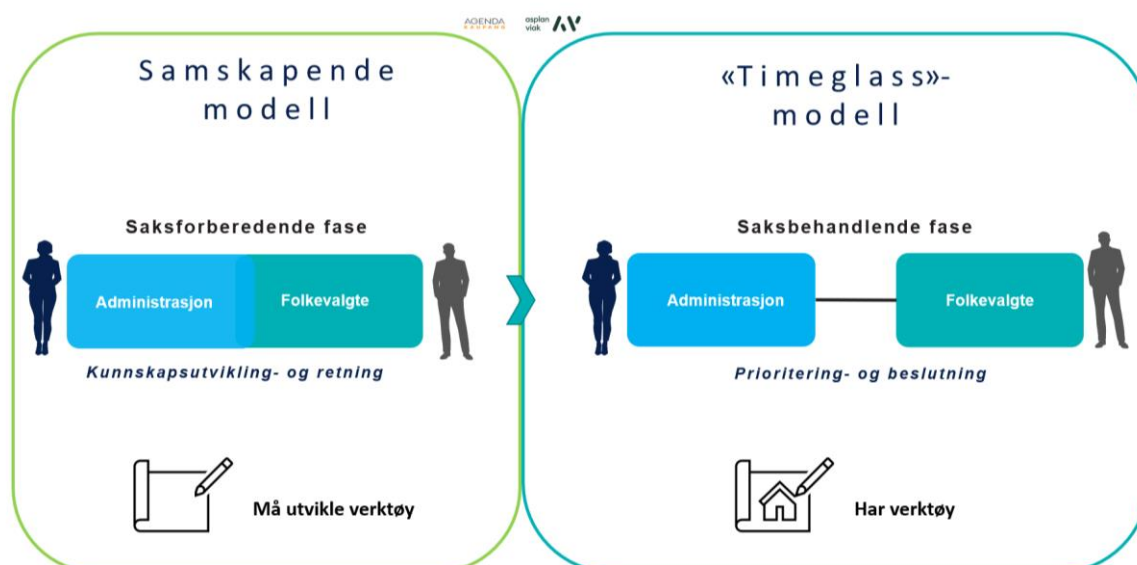 AGENDA
KAUPANG
asplan
viak
Samskapende
modell
Saksforberedende fase
Administrasjon
Folkevalgte
Kunnskapsutvikling- og retning
Må utvikle verktøy
«Timeglass»-
modell
Saksbehandlende fase
Administrasjon
Folkevalgte
Prioritering- og beslutning
Har verktøy